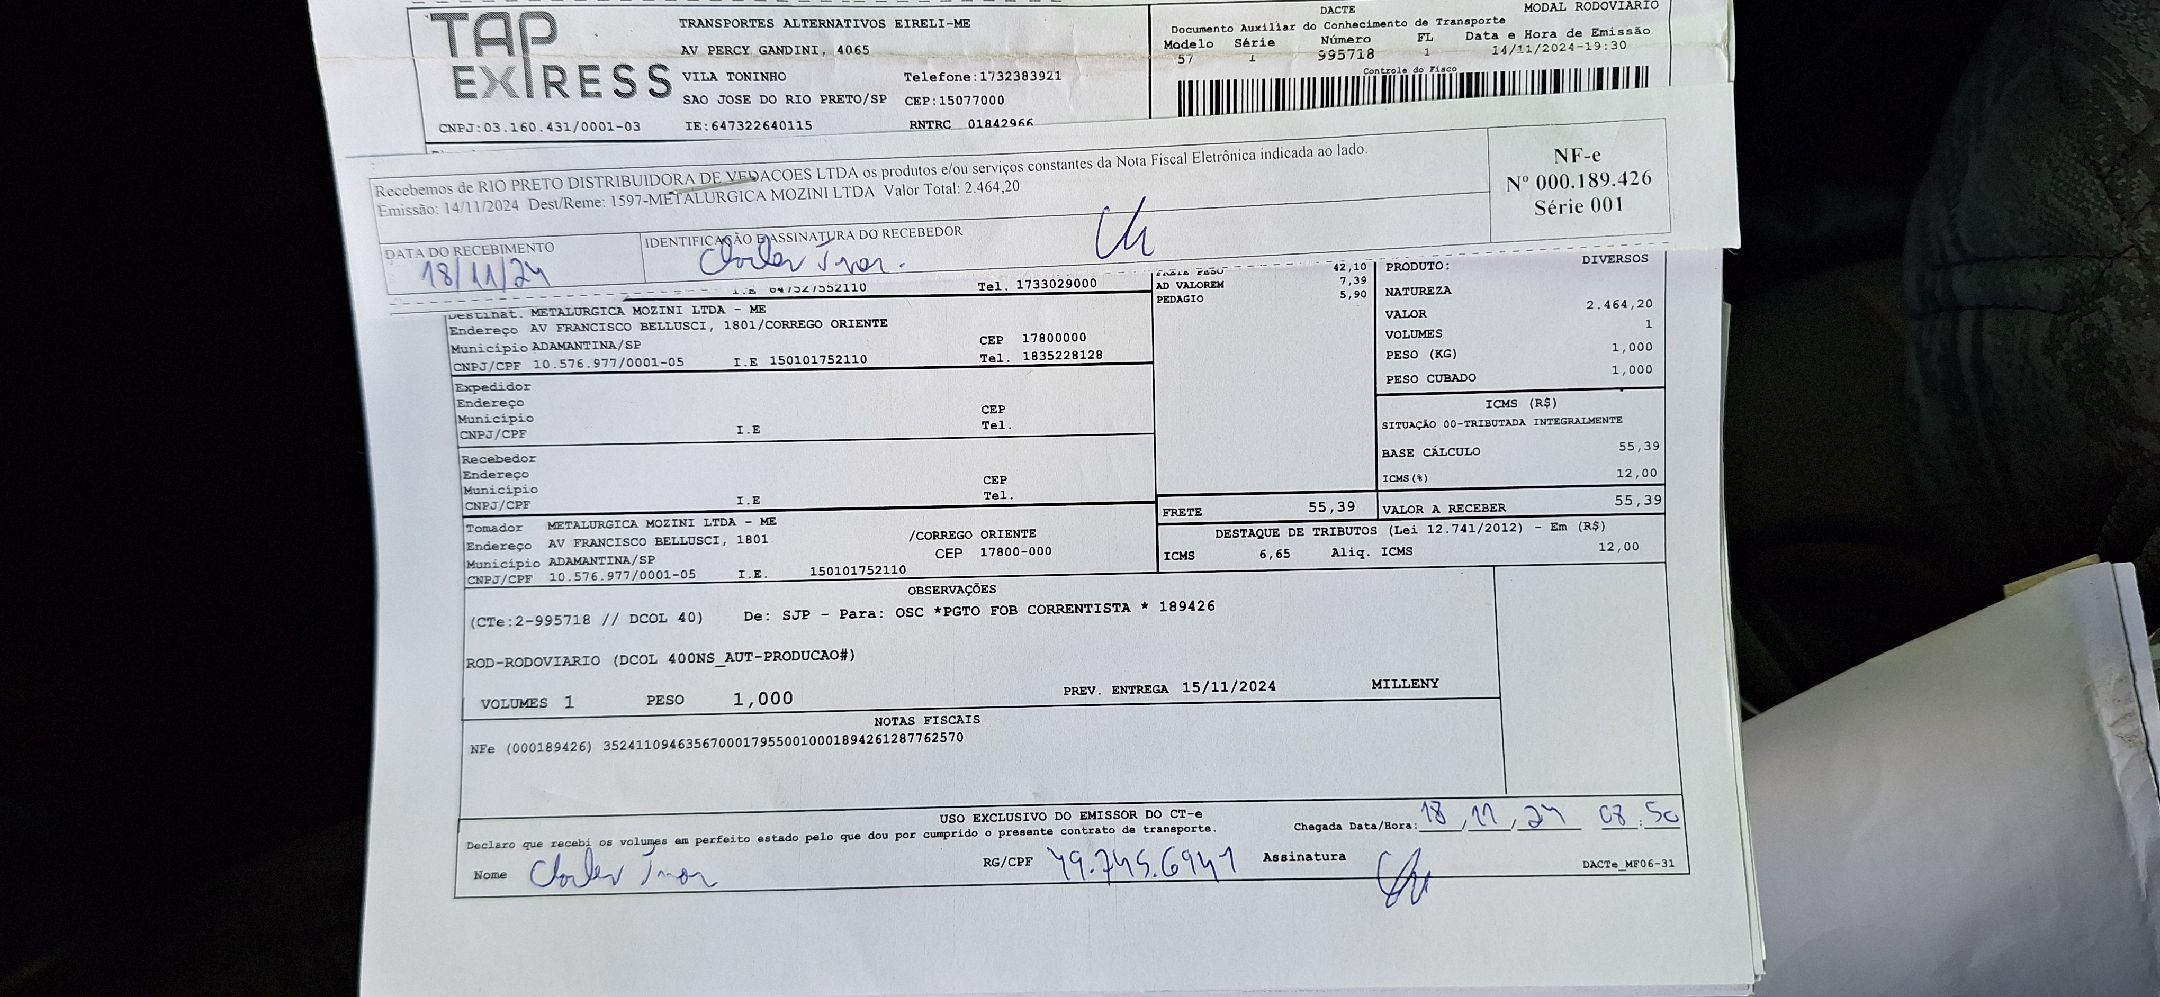 TAP EXPRESS
TRANSPORTES ALTERNATIVOS EIRELI-ME
AV PERCY GANDINI, 4065
VILA TONINHO Telefone:1732383921
SAO JOSE DO RIO PRETO/SP CEP:15077000
CNPJ:03.160.431/0001-03 IE:647322640115 RNTRC 01842966
DACTE MODAL RODOVIARIO
Documento Auxiliar do Conhecimento de Transporte
Modelo Série Número FL Data e Hora de Emissão
57 1 995718 1 14/11/2024-19:30
Controle do Fisco
Recebemos de RIO PRETO DISTRIBUIDORA DE VEDACOES LTDA os produtos e/ou serviços constantes da Nota Fiscal Eletrônica indicada ao lado.
Emissão: 14/11/2024 Dest/Reme: 1597-METALURGICA MOZINI LTDA Valor Total: 2.464,20
NF-e
Nº 000.189.426
Série 001
DATA DO RECEBIMENTO
18/11/24
IDENTIFICAÇÃO E ASSINATURA DO RECEBEDOR
Tel. 1733029000
Destinat. METALURGICA MOZINI LTDA - ME
Endereço AV FRANCISCO BELLUSCI, 1801/CORREGO ORIENTE
Município ADAMANTINA/SP CEP 17800000
CNPJ/CPF 10.576.977/0001-05 I.E 150101752110 Tel. 1835228128
Expedidor
Endereço
Município CEP
CNPJ/CPF I.E Tel.
Recebedor
Endereço
Município CEP
CNPJ/CPF I.E Tel.
Tomador METALURGICA MOZINI LTDA - ME
Endereço AV FRANCISCO BELLUSCI, 1801 /CORREGO ORIENTE
Município ADAMANTINA/SP CEP 17800-000
CNPJ/CPF 10.576.977/0001-05 I.E. 150101752110
FRETE PESO 42,10
AD VALOREM 7,39
PEDAGIO 5,90
PRODUTO: DIVERSOS
NATUREZA
VALOR 2.464,20
VOLUMES 1
PESO (KG) 1,000
PESO CUBADO 1,000
ICMS (R$)
SITUAÇÃO 00-TRIBUTADA INTEGRALMENTE
BASE CÁLCULO 55,39
ICMS(%) 12,00
FRETE 55,39 VALOR A RECEBER 55,39
DESTAQUE DE TRIBUTOS (Lei 12.741/2012) - Em (R$)
ICMS 6,65 Aliq. ICMS 12,00
OBSERVAÇÕES
(CTe:2-995718 // DCOL 40) De: SJP - Para: OSC *PGTO FOB CORRENTISTA * 189426
ROD-RODOVIARIO (DCOL 400NS_AUT-PRODUCAO#)
VOLUMES 1 PESO 1,000 PREV. ENTREGA 15/11/2024 MILLENY
NOTAS FISCAIS
NFe (000189426) 35241109463567000179550010001894261287762570
USO EXCLUSIVO DO EMISSOR DO CT-e
Declaro que recebi os volumes em perfeito estado pelo que dou por cumprido o presente contrato de transporte.
Chegada Data/Hora: 18/11/24 08:50
Nome RG/CPF 49.745.6941 Assinatura
DACTe_MF06-31